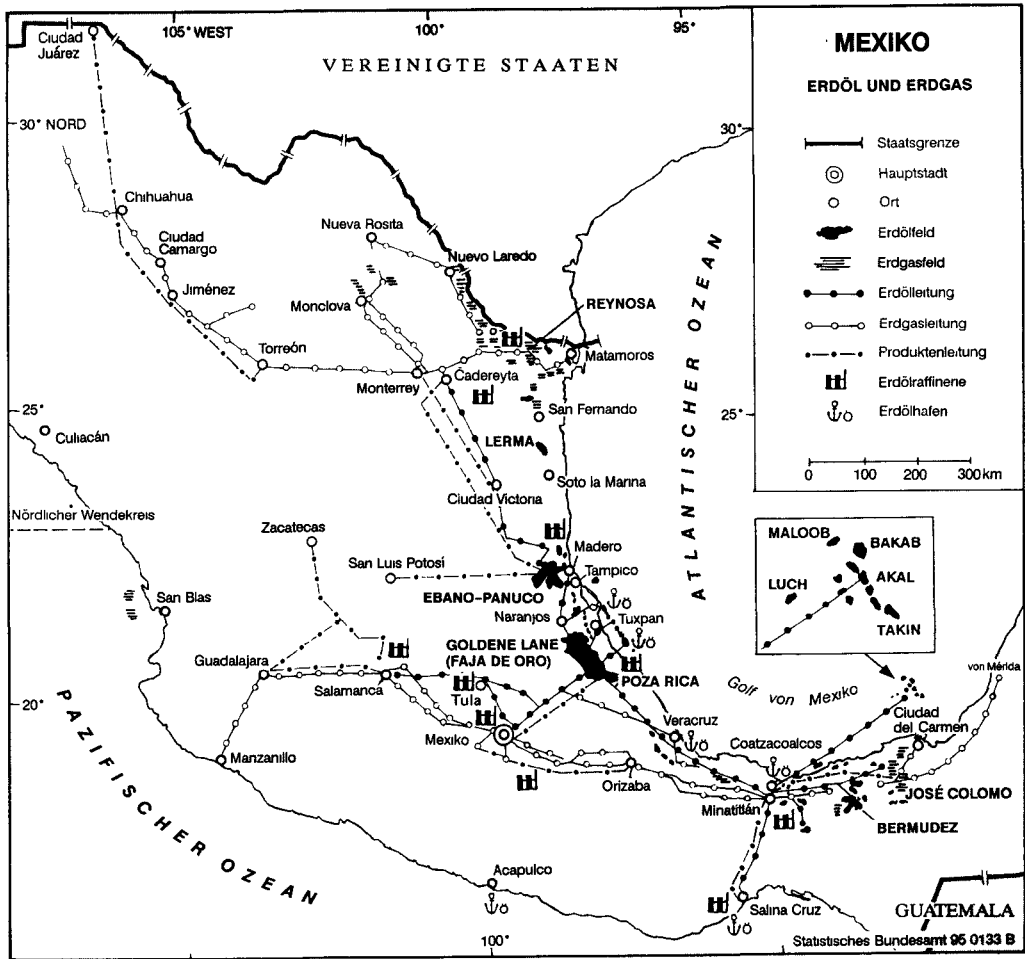 105° WEST
100°
95°
Ciudad
Juárez
VEREINIGTE STAATEN
MEXIKO
ERDÖL UND ERDGAS
30° NORD
30°
Staatsgrenze
Hauptstadt
Ort
Erdölfeld
Erdgasfeld
Erdölleitung
Erdgasleitung
Produktenleitung
Erdölraffinerie
Erdölhafen
0 100 200 300 km
Chihuahua
Ciudad
Camargo
Jiménez
Nueva Rosita
Nuevo Laredo
Monclova
REYNOSA
Matamoros
Torreón
Monterrey
Cadereyta
San Fernando
25°
25°
Culiacán
LERMA
Soto la Marina
Ciudad Victoria
ATLANTISCHER OZEAN
Nördlicher Wendekreis
Zacatecas
San Luis Potosí
Madero
Tampico
EBANO-PANUCO
San Blas
Naranjos
Tuxpan
MALOOB
BAKAB
LUCH
AKAL
TAKIN
GOLDENE LANE
(FAJA DE ORO)
POZA RICA
Guadalajara
Salamanca
Tula
Mexiko
Golf von Mexiko
von Mérida
20°
20°
Veracruz
Ciudad
del Carmen
Coatzacoalcos
Manzanillo
Orizaba
Minatitlán
JOSÉ COLOMO
BERMUDEZ
PAZIFISCHER OZEAN
Acapulco
Salina Cruz
GUATEMALA
100°
Statistisches Bundesamt 95 0133 B